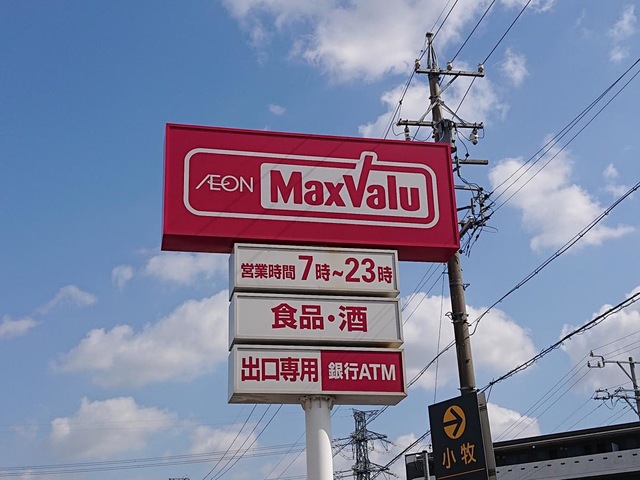 ÆON MaxValu
営業時間 7時~23時
食品・酒
出口専用 銀行ATM
小牧